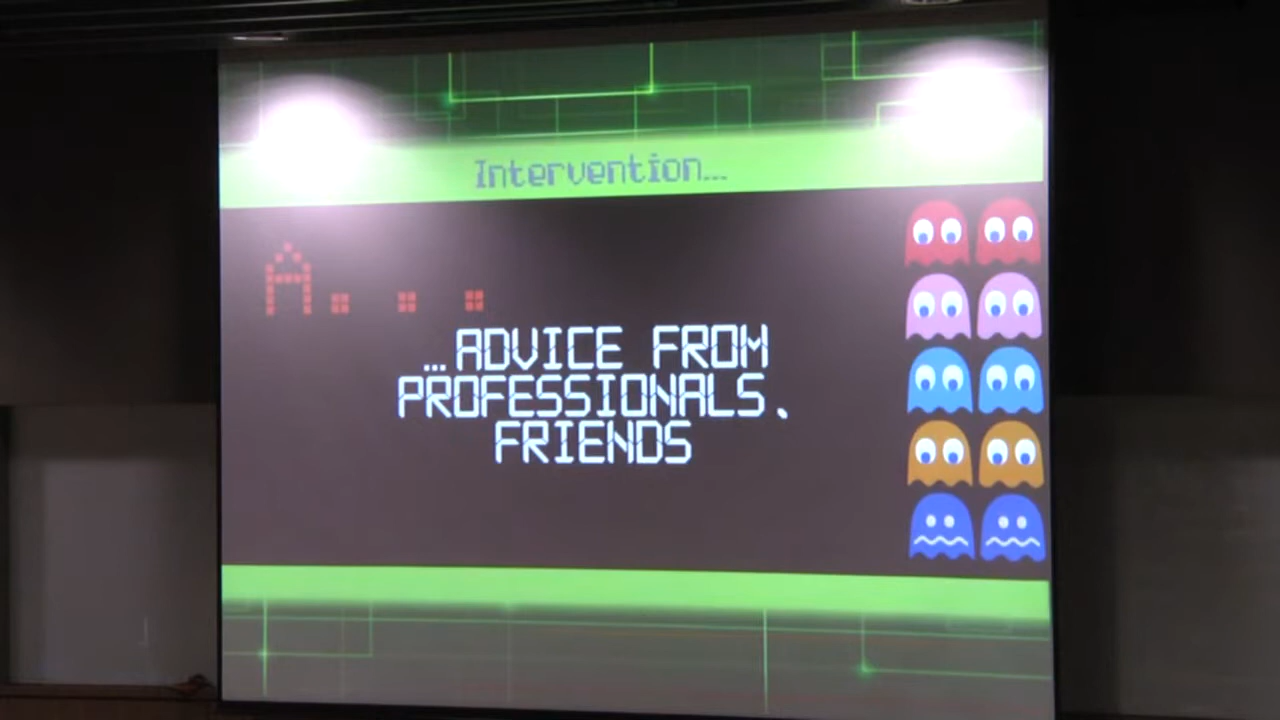 Intervention...
A...
...ADVICE FROM
PROFESSIONALS.
FRIENDS